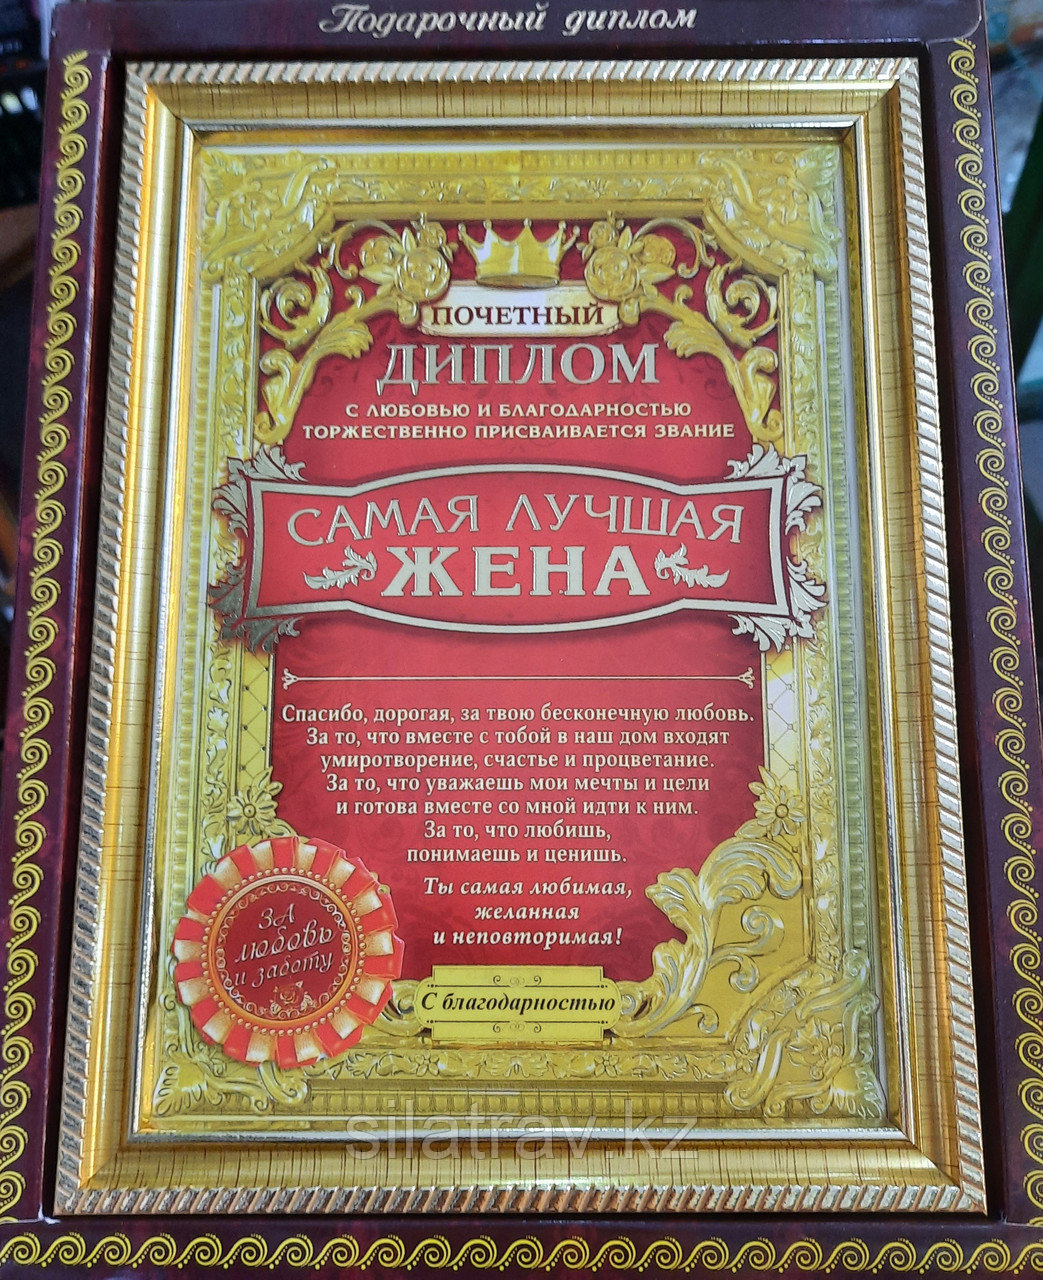 Подарочный диплом
ПОЧЕТНЫЙ
ДИПЛОМ
С ЛЮБОВЬЮ И БЛАГОДАРНОСТЬЮ
ТОРЖЕСТВЕННО ПРИСВАИВАЕТСЯ ЗВАНИЕ
САМАЯ ЛУЧШАЯ
ЖЕНА
Спасибо, дорогая, за твою бесконечную любовь.
За то, что вместе с тобой в наш дом входят
умиротворение, счастье и процветание.
За то, что уважаешь мои мечты и цели
и готова вместе со мной идти к ним.
За то, что любишь,
понимаешь и ценишь.
Ты самая любимая,
желанная
и неповторимая!
ЗА
любовь
и заботу
С благодарностью
silatrav.kz